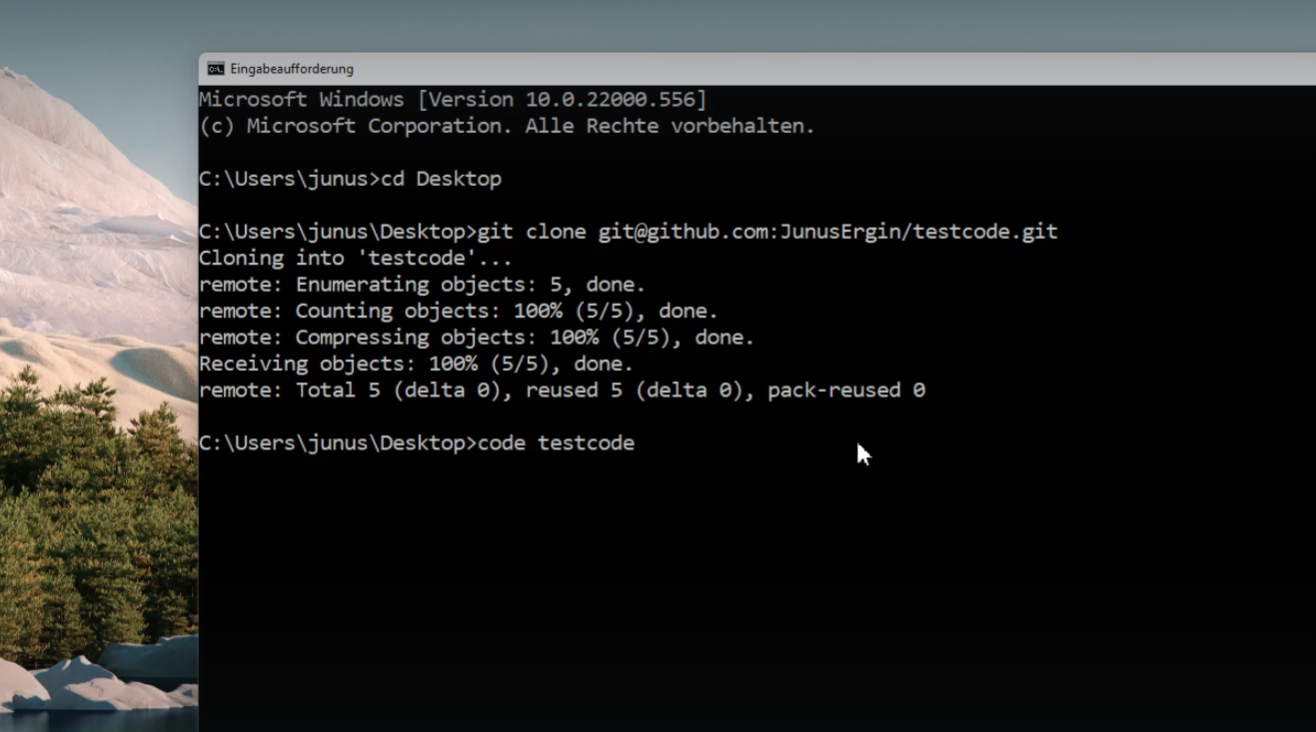 Eingabeaufforderung
Microsoft Windows [Version 10.0.22000.556]
(c) Microsoft Corporation. Alle Rechte vorbehalten.
C:\Users\junus>cd Desktop
C:\Users\junus\Desktop>git clone git@github.com:JunusErgin/testcode.git
Cloning into 'testcode'...
remote: Enumerating objects: 5, done.
remote: Counting objects: 100% (5/5), done.
remote: Compressing objects: 100% (5/5), done.
Receiving objects: 100% (5/5), done.
remote: Total 5 (delta 0), reused 5 (delta 0), pack-reused 0
C:\Users\junus\Desktop>code testcode